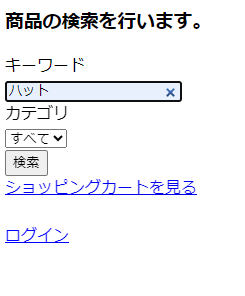 商品の検索を行います。
キーワード
ハット
カテゴリ
すべて
検索
ショッピングカートを見る
ログイン